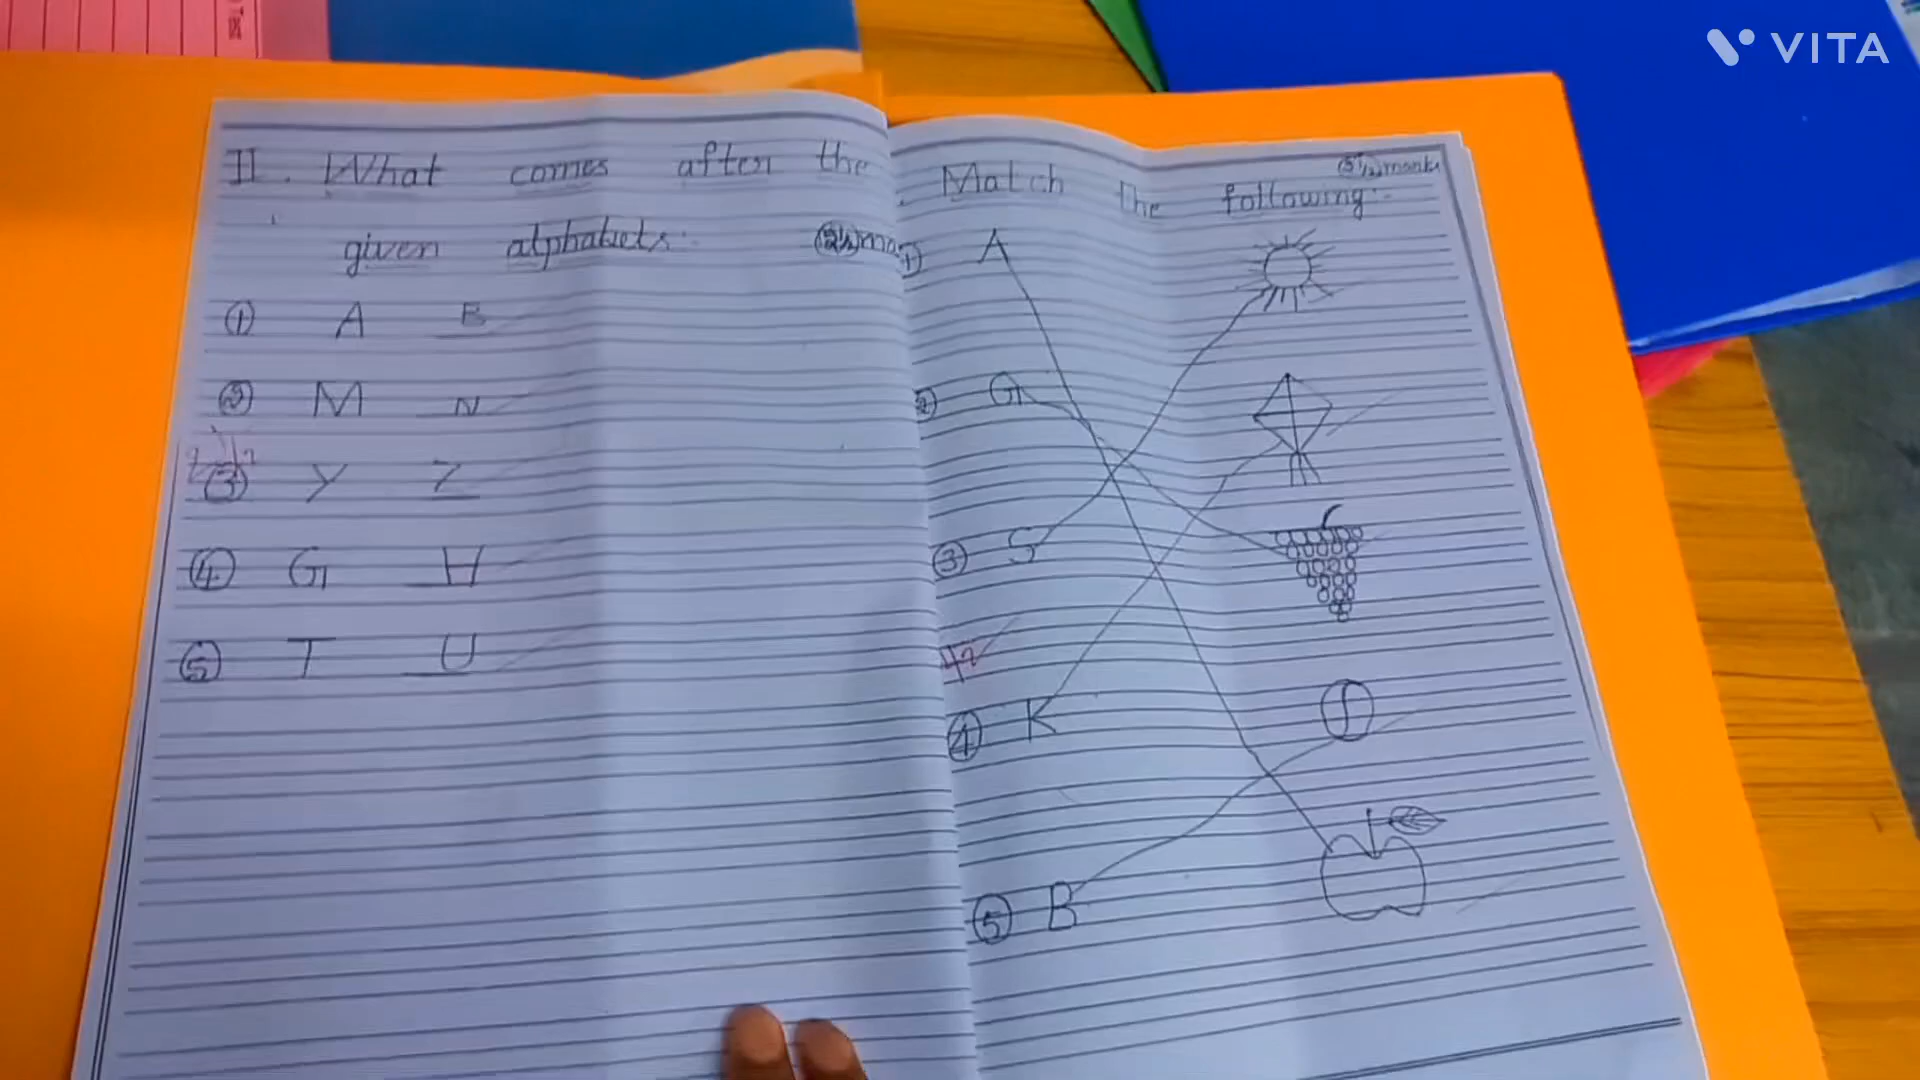 II. What comes after the
given alphabets:
① A B
② M N
③ Y Z
④ G H
⑤ T U
Match the following:-
① A
② G
③ S
④ K
⑤ B
VITA